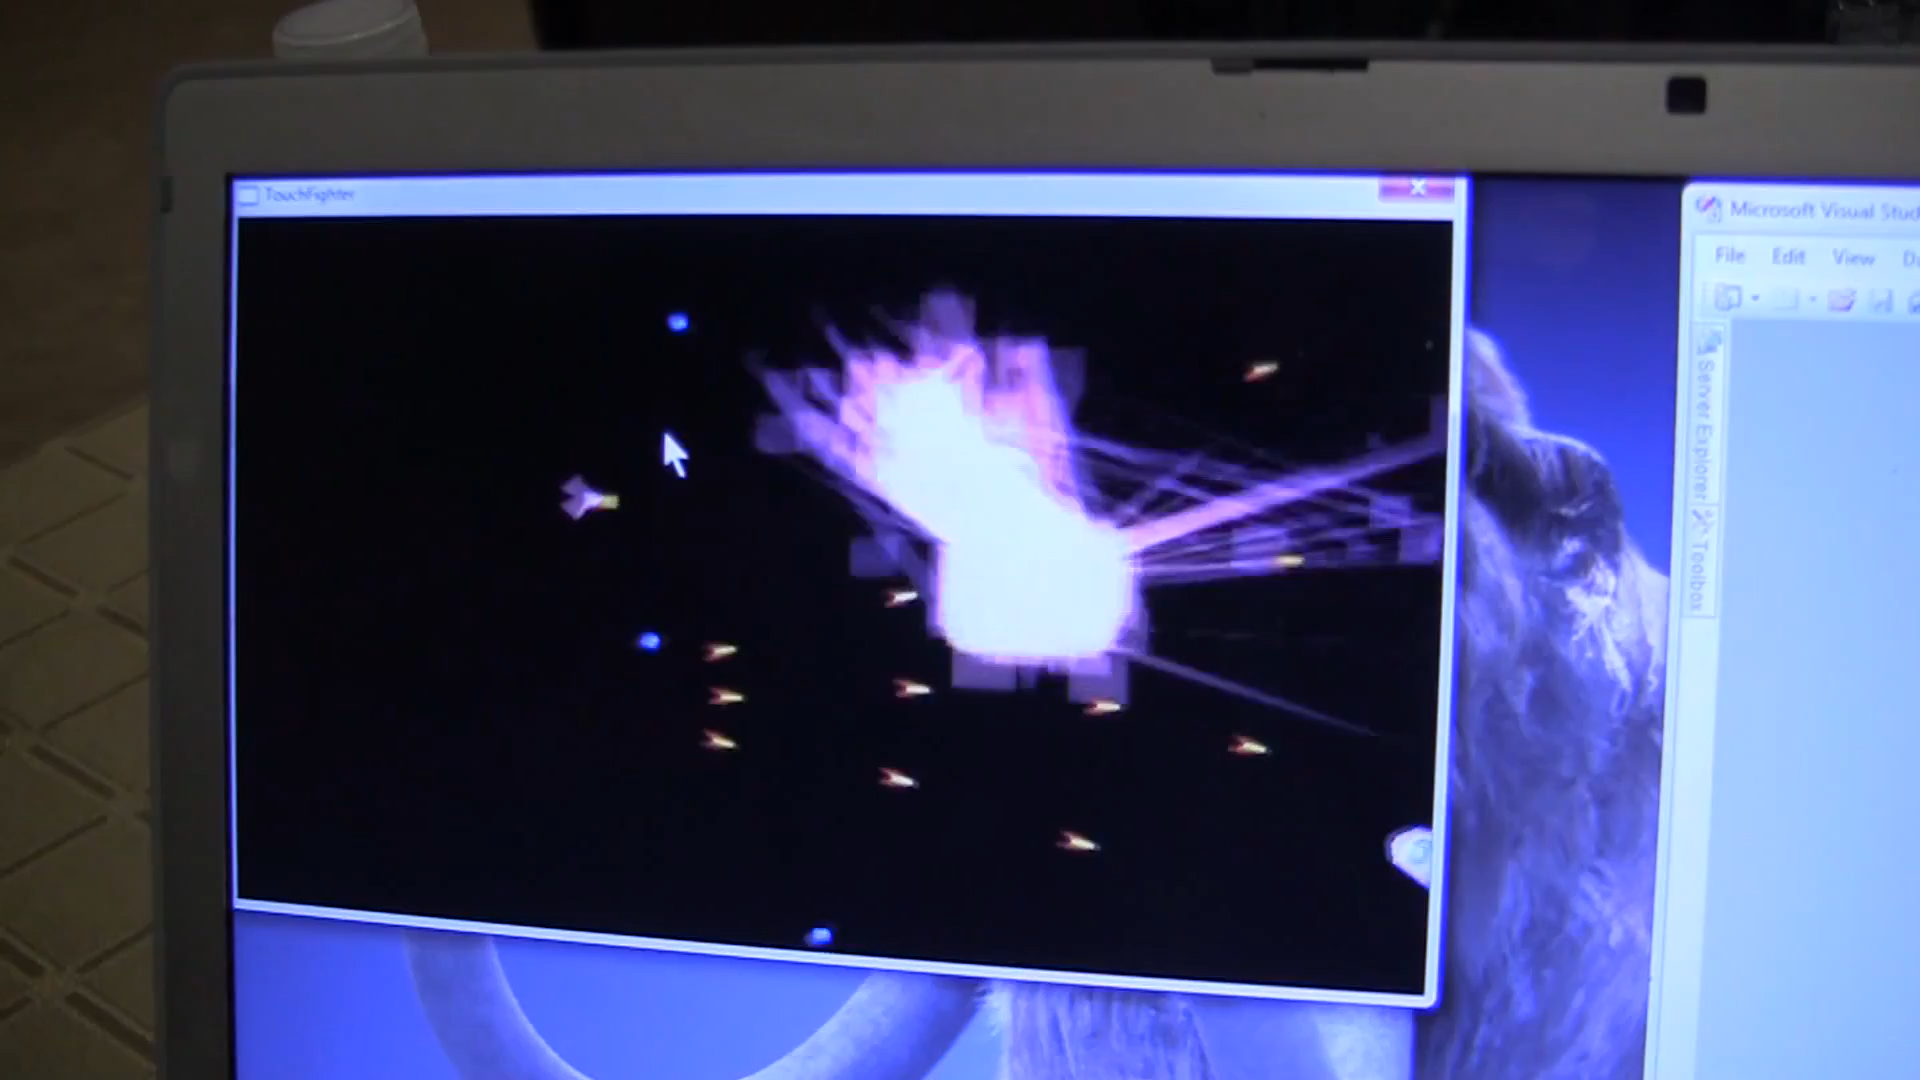 TouchFighter
Microsoft Visual Stud
File Edit View D
Server Explorer
Toolbox